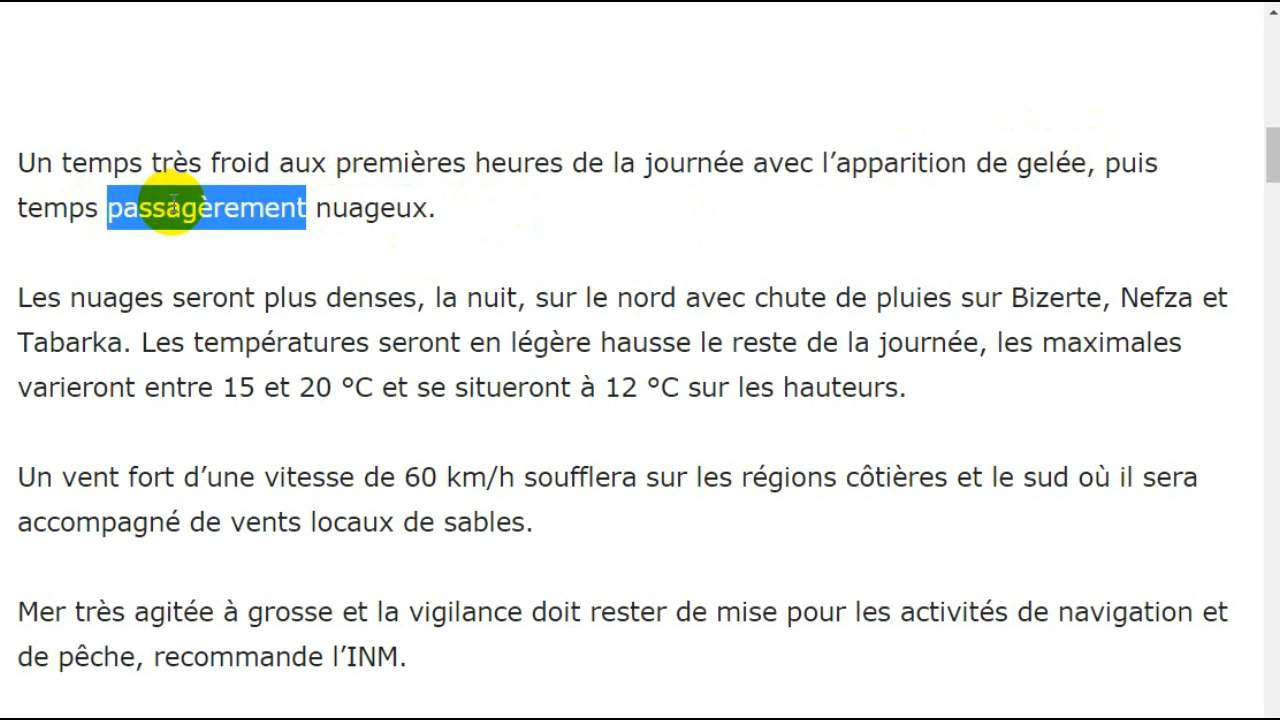 Un temps très froid aux premières heures de la journée avec l’apparition de gelée, puis
temps passagèrement nuageux.
Les nuages seront plus denses, la nuit, sur le nord avec chute de pluies sur Bizerte, Nefza et
Tabarka. Les températures seront en légère hausse le reste de la journée, les maximales
varieront entre 15 et 20 °C et se situeront à 12 °C sur les hauteurs.
Un vent fort d’une vitesse de 60 km/h soufflera sur les régions côtières et le sud où il sera
accompagné de vents locaux de sables.
Mer très agitée à grosse et la vigilance doit rester de mise pour les activités de navigation et
de pêche, recommande l’INM.